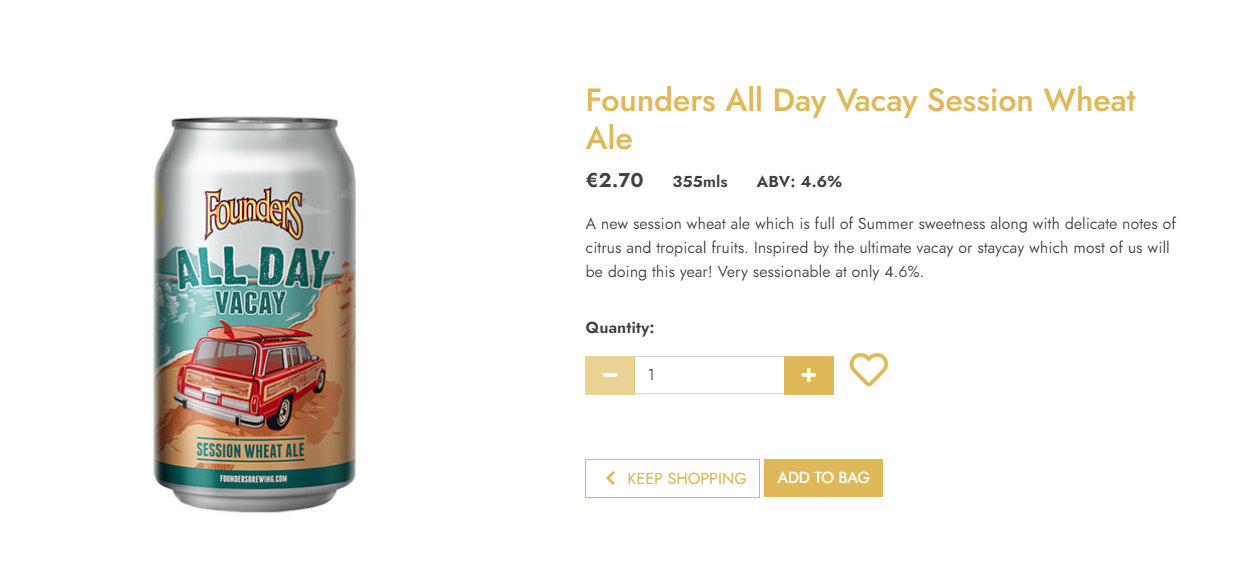 Founders All Day Vacay Session Wheat
Ale
€2.70 355mls ABV: 4.6%
A new session wheat ale which is full of Summer sweetness along with delicate notes of
citrus and tropical fruits. Inspired by the ultimate vacay or staycay which most of us will
be doing this year! Very sessionable at only 4.6%.
Quantity:
1
KEEP SHOPPING
ADD TO BAG
Founders
ALL DAY
VACAY
SESSION WHEAT ALE
FOUNDERSBREWING.COM